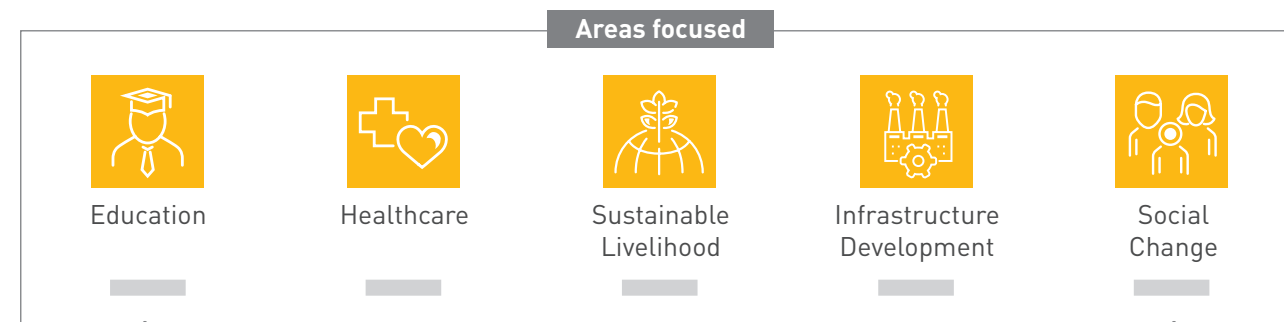 Areas focused
Education
Healthcare
Sustainable
Livelihood
Infrastructure
Development
Social
Change